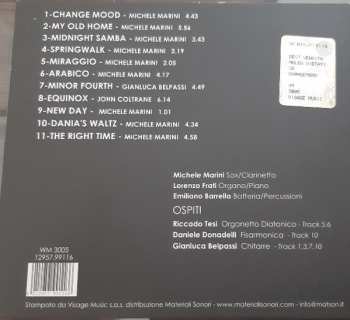 1-CHANGE MOOD - MICHELE MARINI 4.43
2-MY OLD HOME - MICHELE MARINI 5.56
3-MIDNIGHT SAMBA - MICHELE MARINI 3.43
4-SPRINGWALK - MICHELE MARINI 3.19
5-MIRAGGIO - MICHELE MARINI 2.05
6-ARABICO - MICHELE MARINI 4.17
7-MINOR FOURTH - GIANLUCA BELPASSI 4.49
8-EQUINOX - JOHN COLTRANE 6.14
9-NEW DAY - MICHELE MARINI 1.01
10-DANIA'S WALTZ - MICHELE MARINI 4.34
11-THE RIGHT TIME - MICHELE MARINI 4.58
Michele Marini Sax/Clarinetto
Lorenzo Frati Organo/Piano
Emiliano Barrella Batteria/Percussioni
OSPITI
Riccardo Tesi Organetto Diatonico - Track 5.6
Daniele Donadelli Fisarmonica - Track 10
Gianluca Belpassi Chitarre - Track 1,3,7,10
WM 3005
12957.99116
Stampato da Visage Music s.a.s. distribuzione Materiali Sonori - www.materialisonori.com - info@matson.it